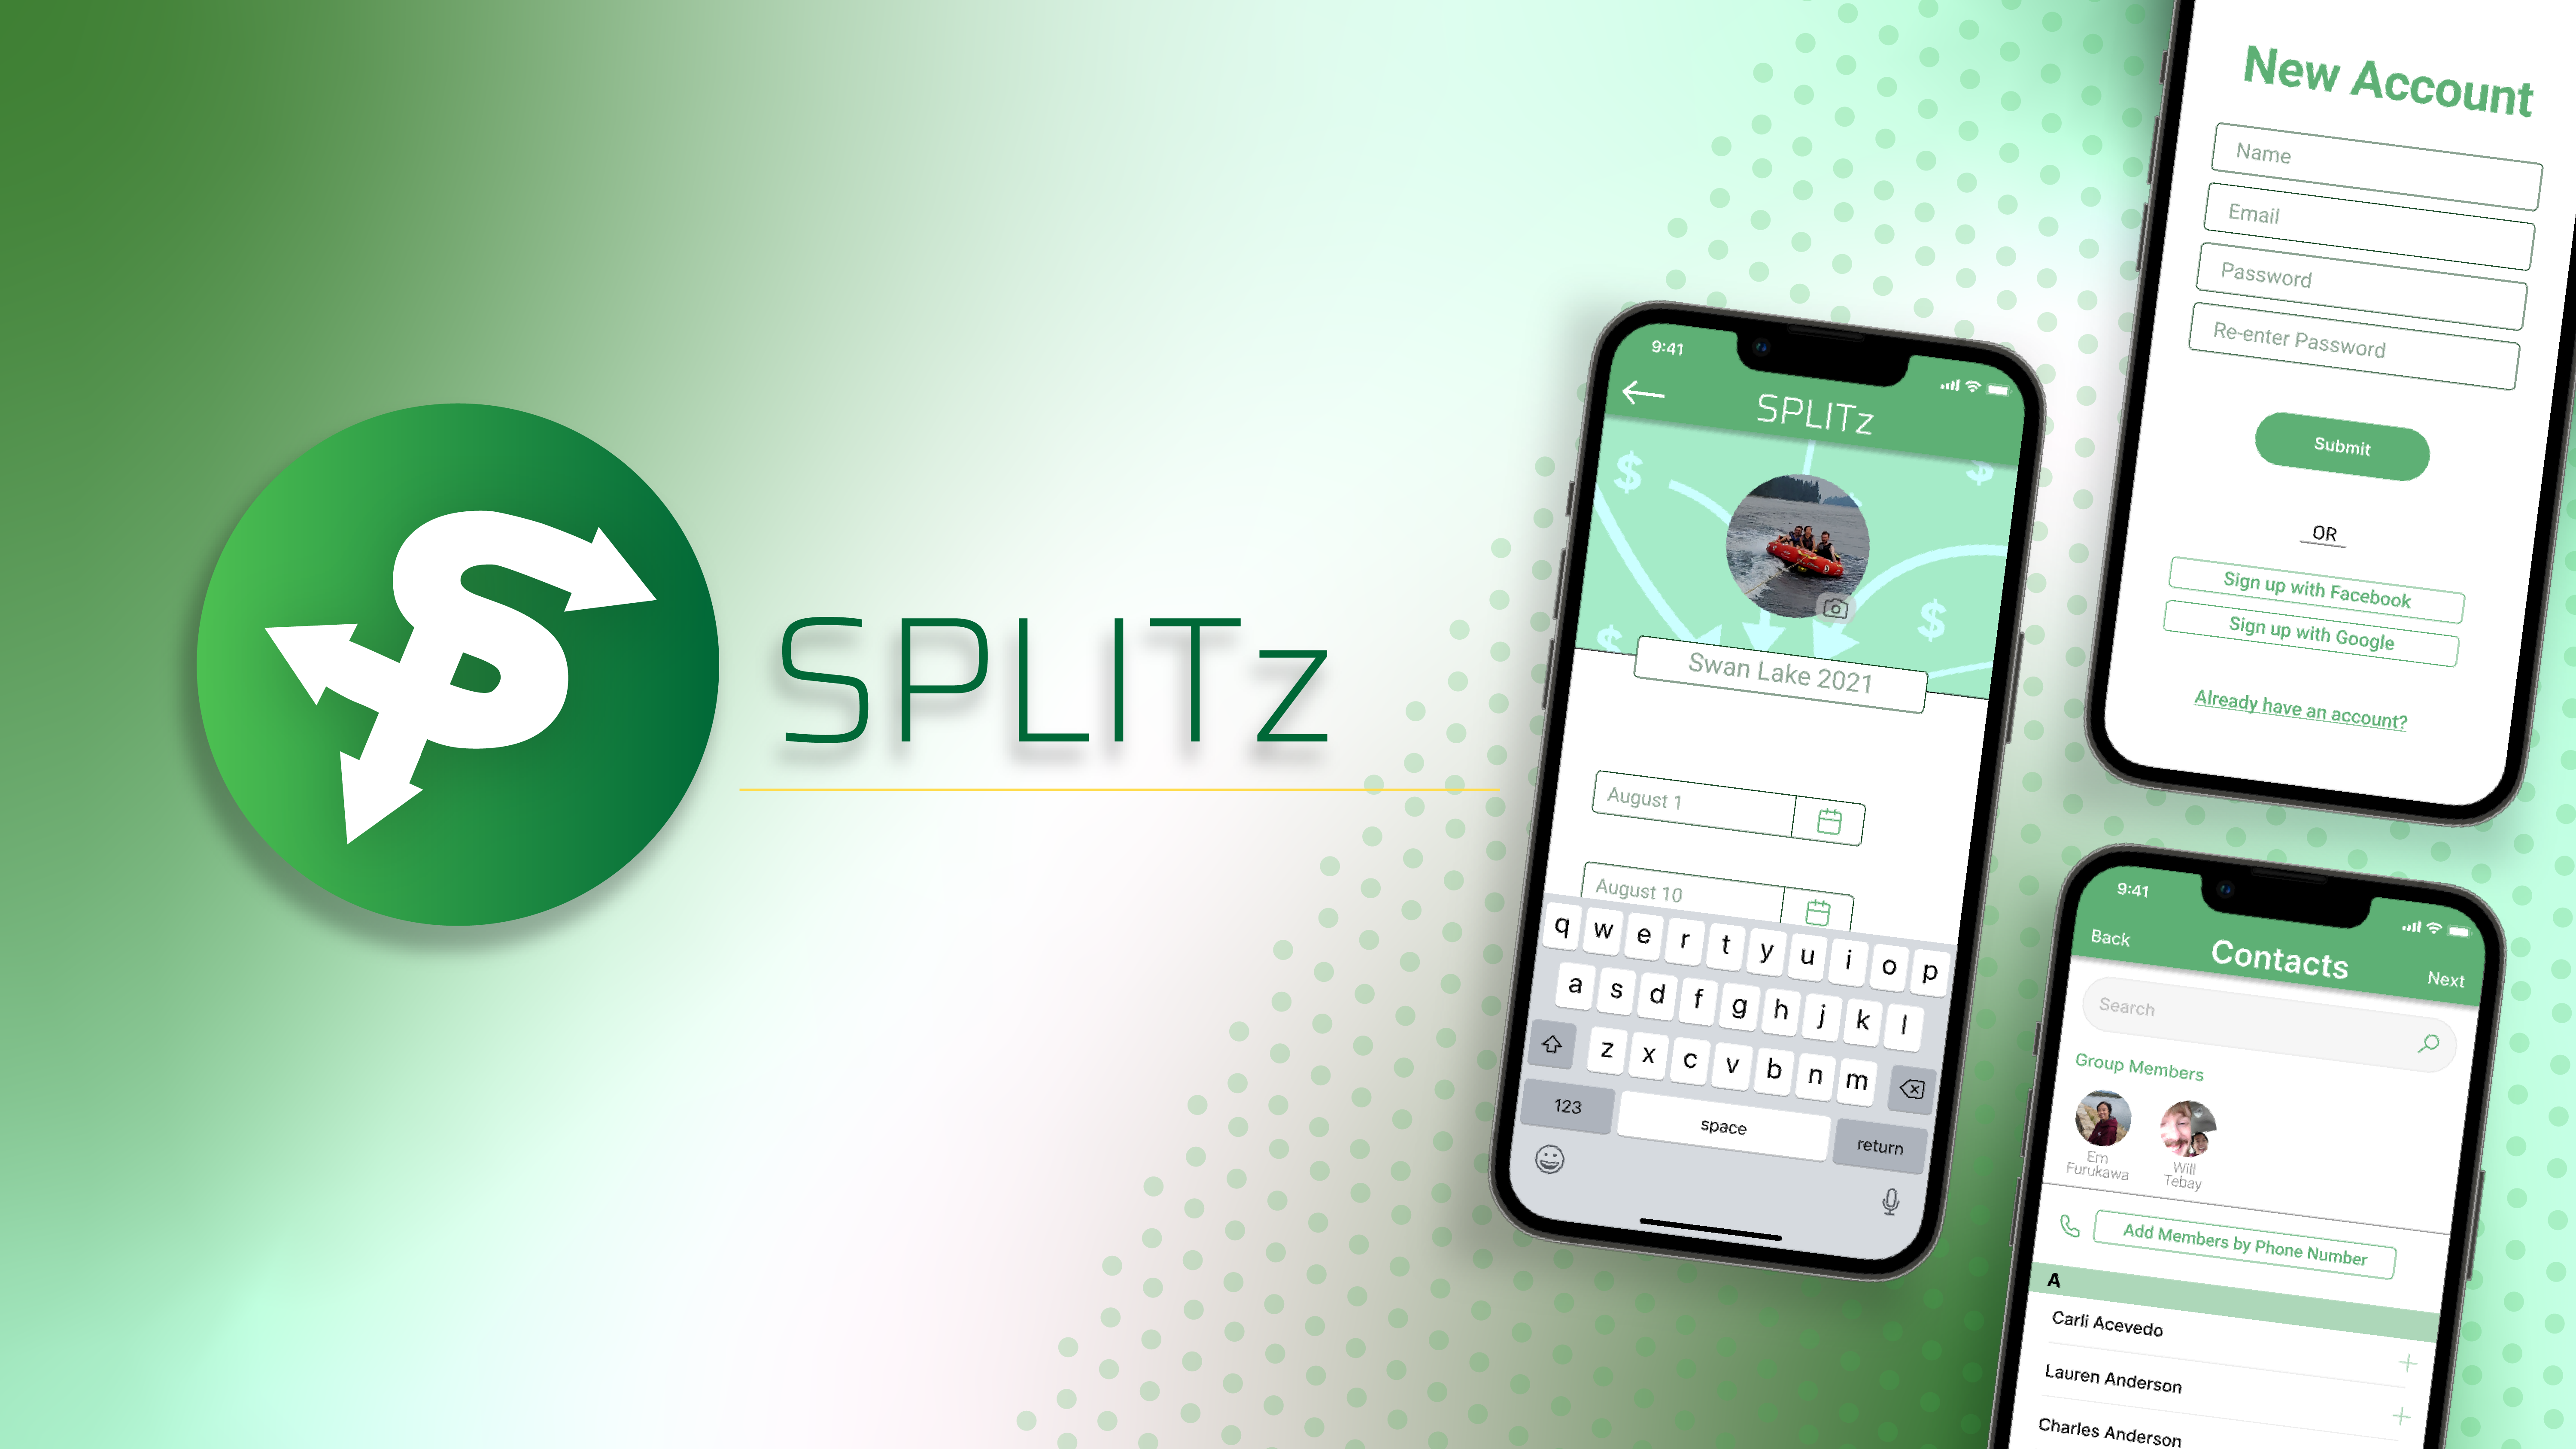 SPLITz
9:41
SPLITz
Swan Lake 2021
August 1
August 10
q w e r t y u i o p
a s d f g h j k l
z x c v b n m
123 space return
New Account
Name
Email
Password
Re-enter Password
Submit
OR
Sign up with Facebook
Sign up with Google
Already have an account?
9:41
Back Contacts Next
Search
Group Members
Em
Furukawa
Will
Tebay
Add Members by Phone Number
A
Carli Acevedo
Lauren Anderson
Charles Anderson